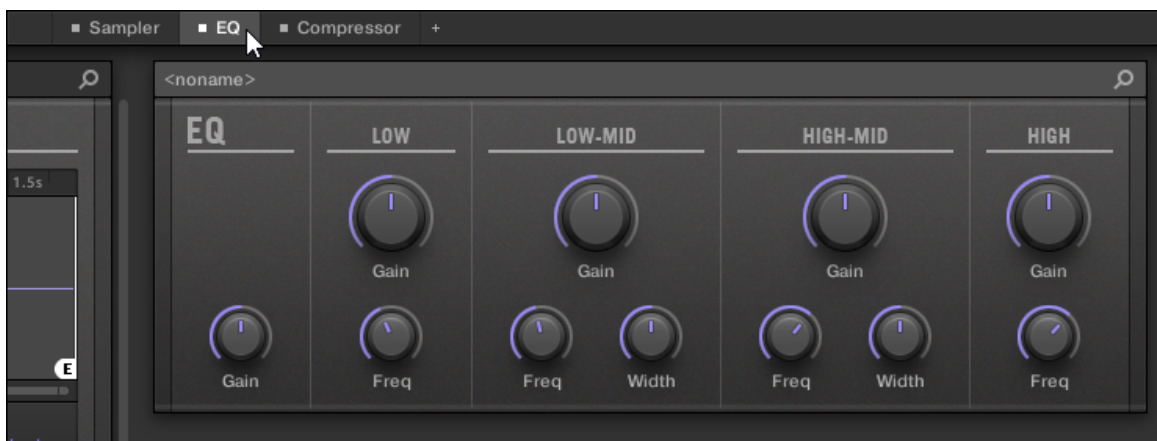 Sampler EQ Compressor +
<noname>
EQ LOW LOW-MID HIGH-MID HIGH
1.5s
Gain Gain Gain Gain
E
Gain Freq Freq Width Freq Width Freq